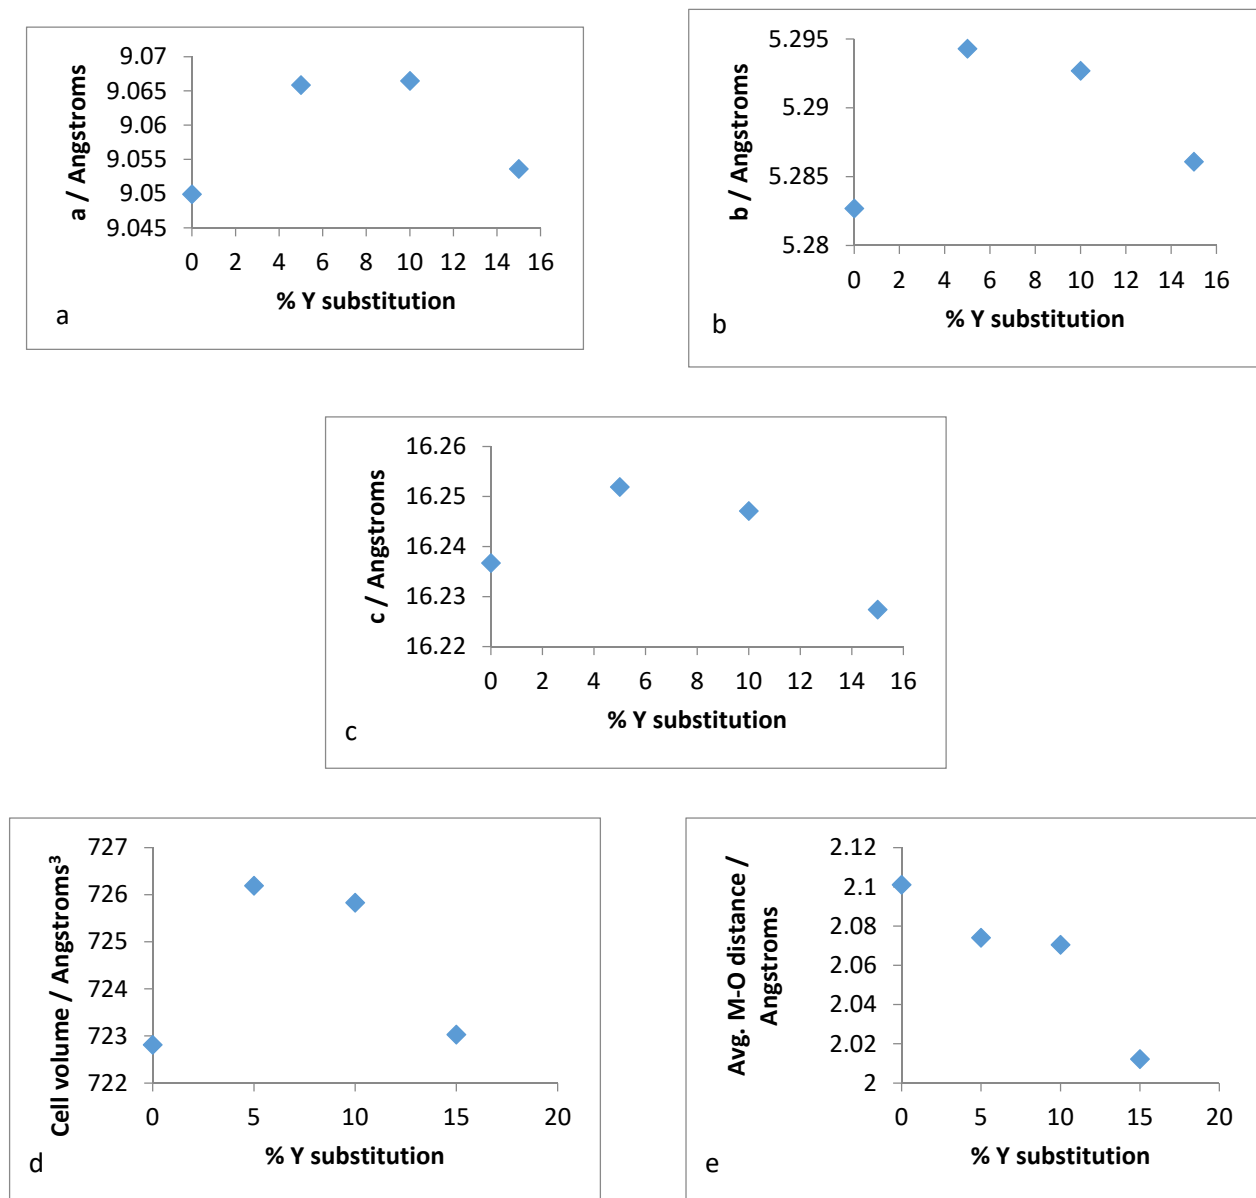 9.07
9.065
9.06
9.055
9.05
9.045
a / Angstroms
0 2 4 6 8 10 12 14 16
% Y substitution
a
5.295
5.29
5.285
5.28
b / Angstroms
0 2 4 6 8 10 12 14 16
% Y substitution
b
16.26
16.25
16.24
16.23
16.22
c / Angstroms
0 2 4 6 8 10 12 14 16
% Y substitution
c
727
726
725
724
723
722
Cell volume / Angstroms³
0 5 10 15 20
% Y substitution
d
2.12
2.1
2.08
2.06
2.04
2.02
2
Avg. M-O distance /
Angstroms
0 5 10 15 20
% Y substitution
e